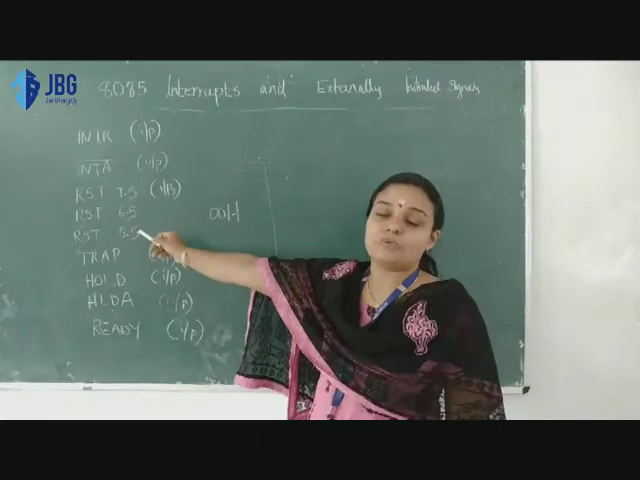 JBG
8085 Interrupts and Externally Initiated Signals
INTR (i/p)
INTA (i/p)
RST 7.5 (i/p)
RST 6.5
00H
RST 5.5
TRAP
HOLD (i/p)
HLDA (i/p)
READY (i/p)